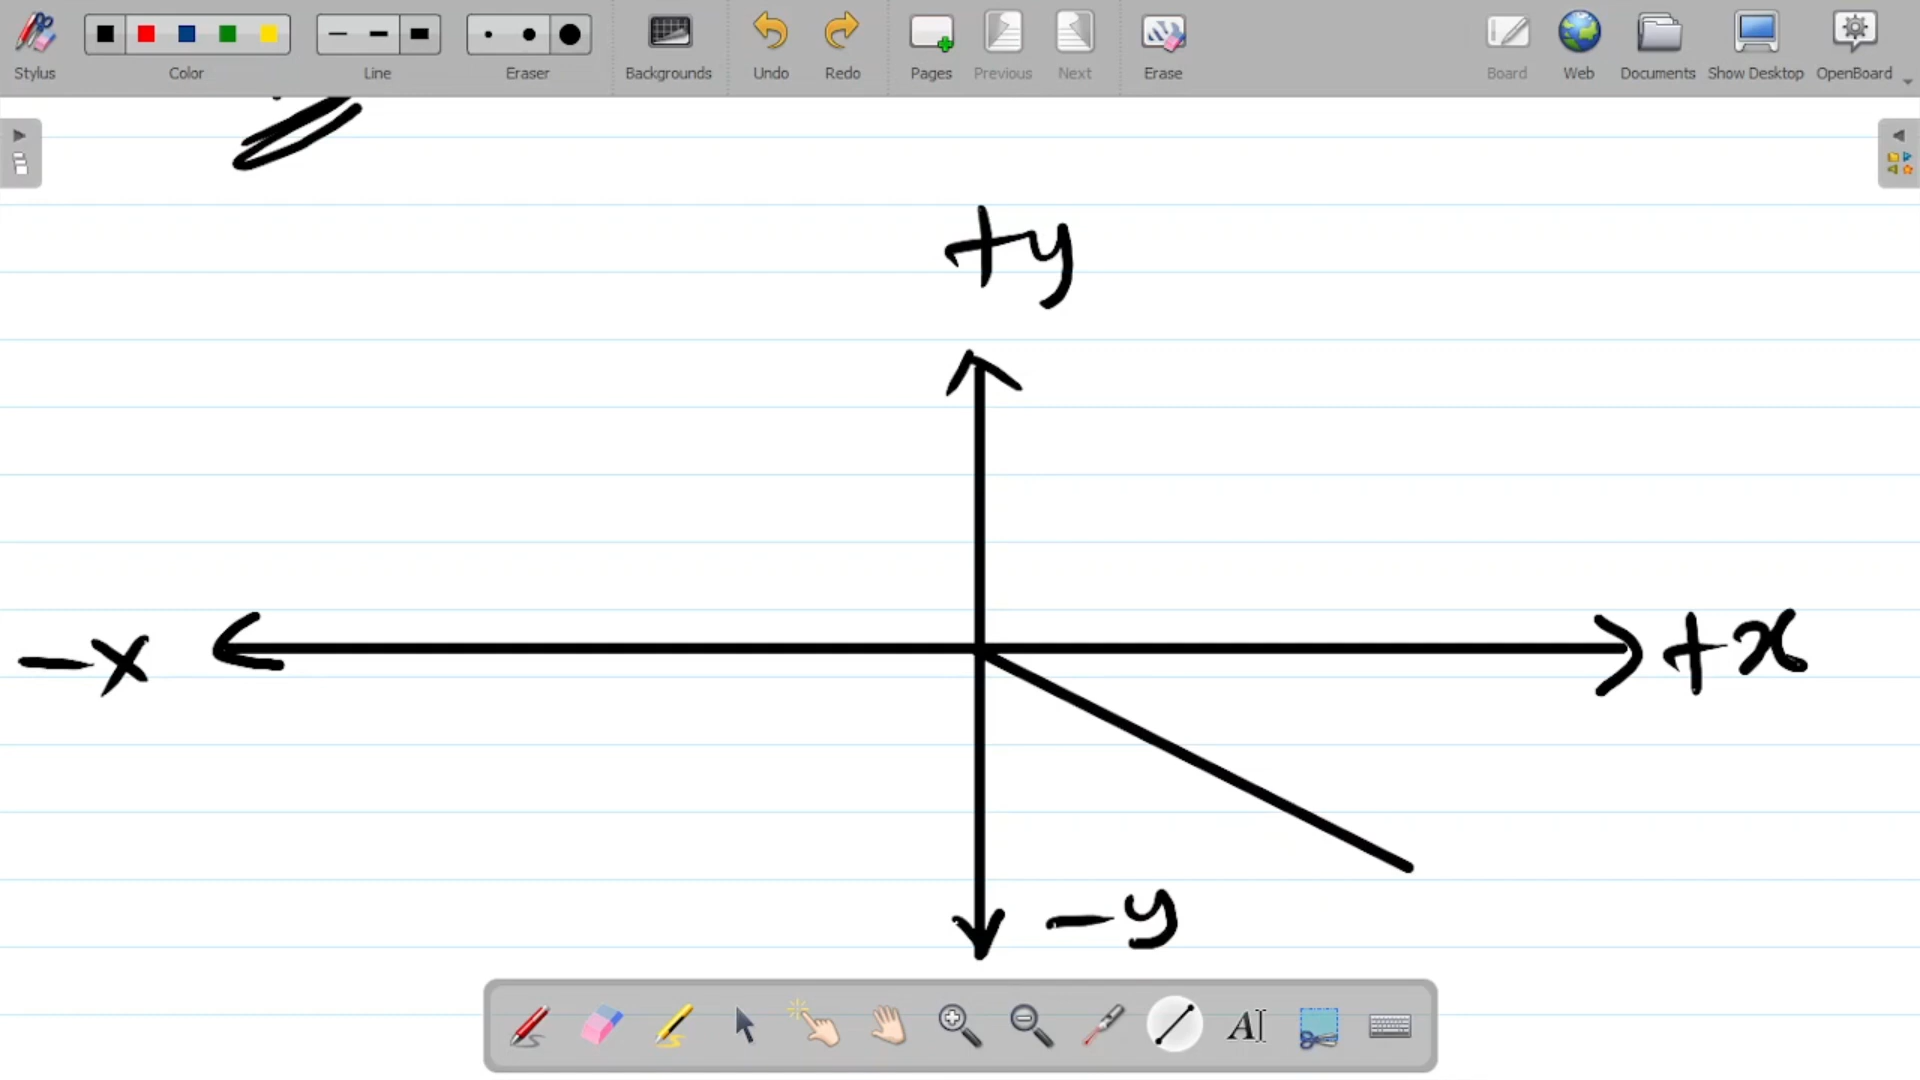 Stylus
Color
Line
Eraser
Backgrounds
Undo
Redo
Pages
Previous
Next
Erase
Board
Web
Documents
Show Desktop
OpenBoard
+y
-x
+x
-y
A